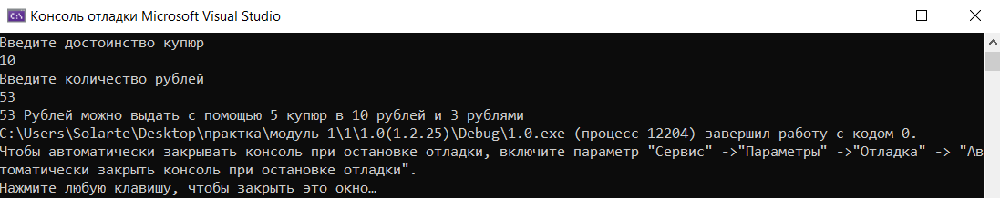 Консоль отладки Microsoft Visual Studio
Введите достоинство купюр
10
Введите количество рублей
53
53 Рублей можно выдать с помощью 5 купюр в 10 рублей и 3 рублями
C:\Users\Solarte\Desktop\практка\модуль 1\1\1.0(1.2.25)\Debug\1.0.exe (процесс 12204) завершил работу с кодом 0.
Чтобы автоматически закрывать консоль при остановке отладки, включите параметр "Сервис" ->"Параметры" ->"Отладка" -> "Ав
томатически закрыть консоль при остановке отладки".
Нажмите любую клавишу, чтобы закрыть это окно…